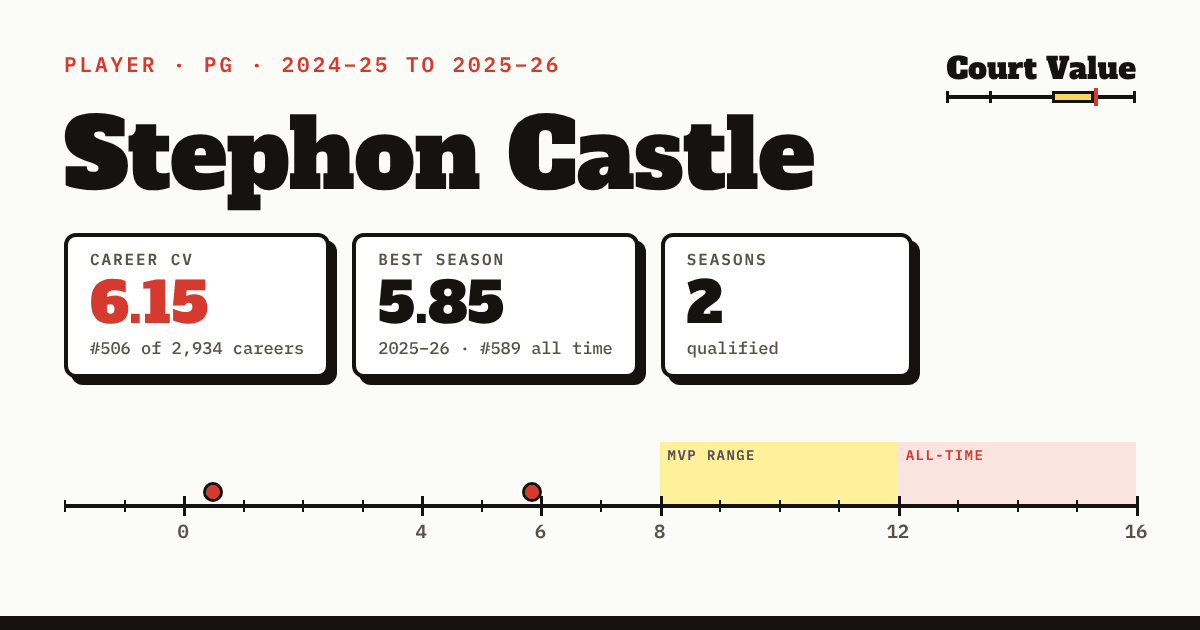 PLAYER · PG · 2024–25 TO 2025–26
Court Value
Stephon Castle
CAREER CV
6.15
#506 of 2,934 careers
BEST SEASON
5.85
2025–26 · #589 all time
SEASONS
2
qualified
MVP RANGE
ALL-TIME
0
4
6
8
12
16